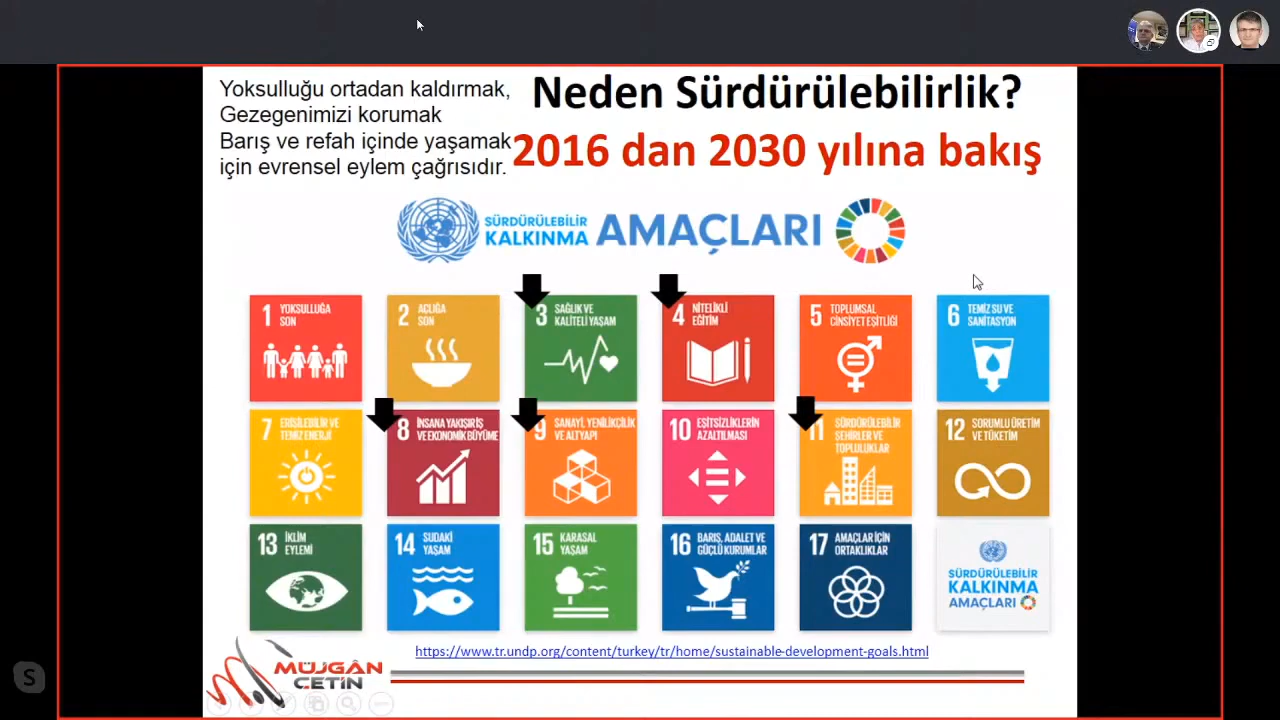 Yoksulluğu ortadan kaldırmak,
Gezegenimizi korumak
Barış ve refah içinde yaşamak
için evrensel eylem çağrısıdır.
Neden Sürdürülebilirlik?
2016 dan 2030 yılına bakış
SÜRDÜRÜLEBİLİR
KALKINMA
AMAÇLARI
1 YOKSULLUĞA
SON
2 AÇLIĞA
SON
3 SAĞLIK VE
KALİTELİ YAŞAM
4 NİTELİKLİ
EĞİTİM
5 TOPLUMSAL
CİNSİYET EŞİTLİĞİ
6 TEMİZ SU VE
SANİTASYON
7 ERİŞİLEBİLİR VE
TEMİZ ENERJİ
8 İNSANA YAKIŞIR İŞ
VE EKONOMİK BÜYÜME
9 SANAYİ, YENİLİKÇİLİK
VE ALTYAPI
10 EŞİTSİZLİKLERİN
AZALTILMASI
11 SÜRDÜRÜLEBİLİR
ŞEHİRLER VE
TOPLULUKLAR
12 SORUMLU ÜRETİM
VE TÜKETİM
13 İKLİM
EYLEMİ
14 SUDAKİ
YAŞAM
15 KARASAL
YAŞAM
16 BARIŞ, ADALET VE
GÜÇLÜ KURUMLAR
17 AMAÇLAR İÇİN
ORTAKLIKLAR
SÜRDÜRÜLEBİLİR
KALKINMA
AMAÇLARI
https://www.tr.undp.org/content/turkey/tr/home/sustainable-development-goals.html
MÜJGÂN
ÇETİN
S